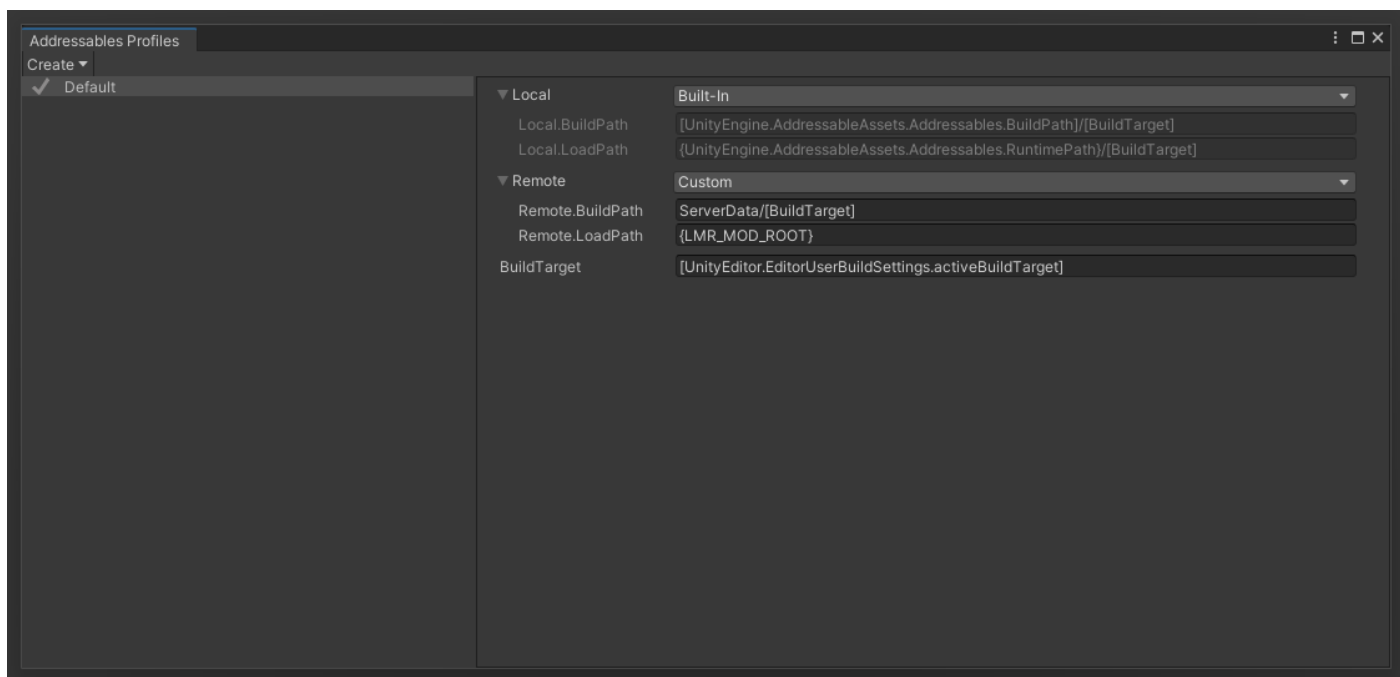 Addressables Profiles
Create
Default
Local Built-In
Local.BuildPath [UnityEngine.AddressableAssets.Addressables.BuildPath]/[BuildTarget]
Local.LoadPath {UnityEngine.AddressableAssets.Addressables.RuntimePath}/[BuildTarget]
Remote Custom
Remote.BuildPath ServerData/[BuildTarget]
Remote.LoadPath {LMR_MOD_ROOT}
BuildTarget [UnityEditor.EditorUserBuildSettings.activeBuildTarget]